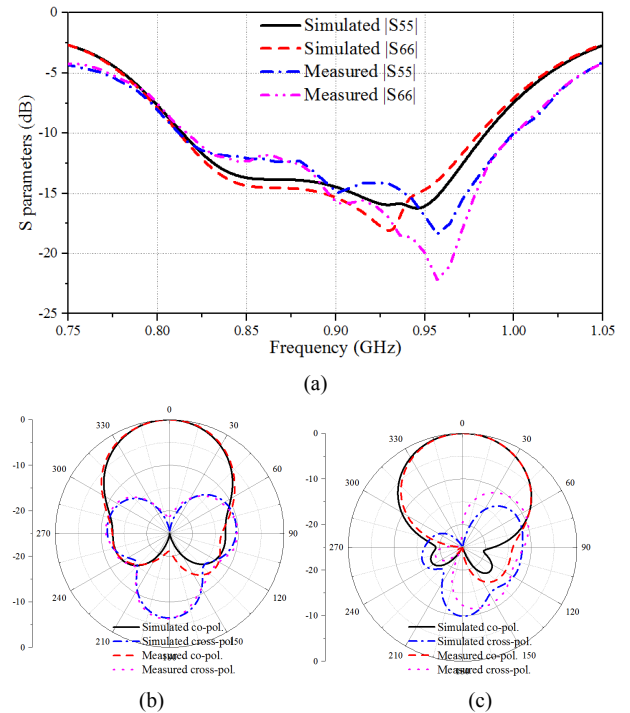 0
-5
-10
-15
-20
-25
S parameters (dB)
Simulated |S55|
Simulated |S66|
Measured |S55|
Measured |S66|
0.75
0.80
0.85
0.90
0.95
1.00
1.05
Frequency (GHz)
(a)
0
-10
-20
-20
-10
0
0
30
60
90
120
150
210
240
270
300
330
Simulated co-pol.
Simulated cross-pol.
Measured co-pol.
Measured cross-pol.
(b)
0
-10
-20
-20
-10
0
0
30
60
90
120
150
180
210
240
270
300
330
Simulated co-pol.
Simulated cross-pol.
Measured co-pol.
Measured cross-pol.
(c)